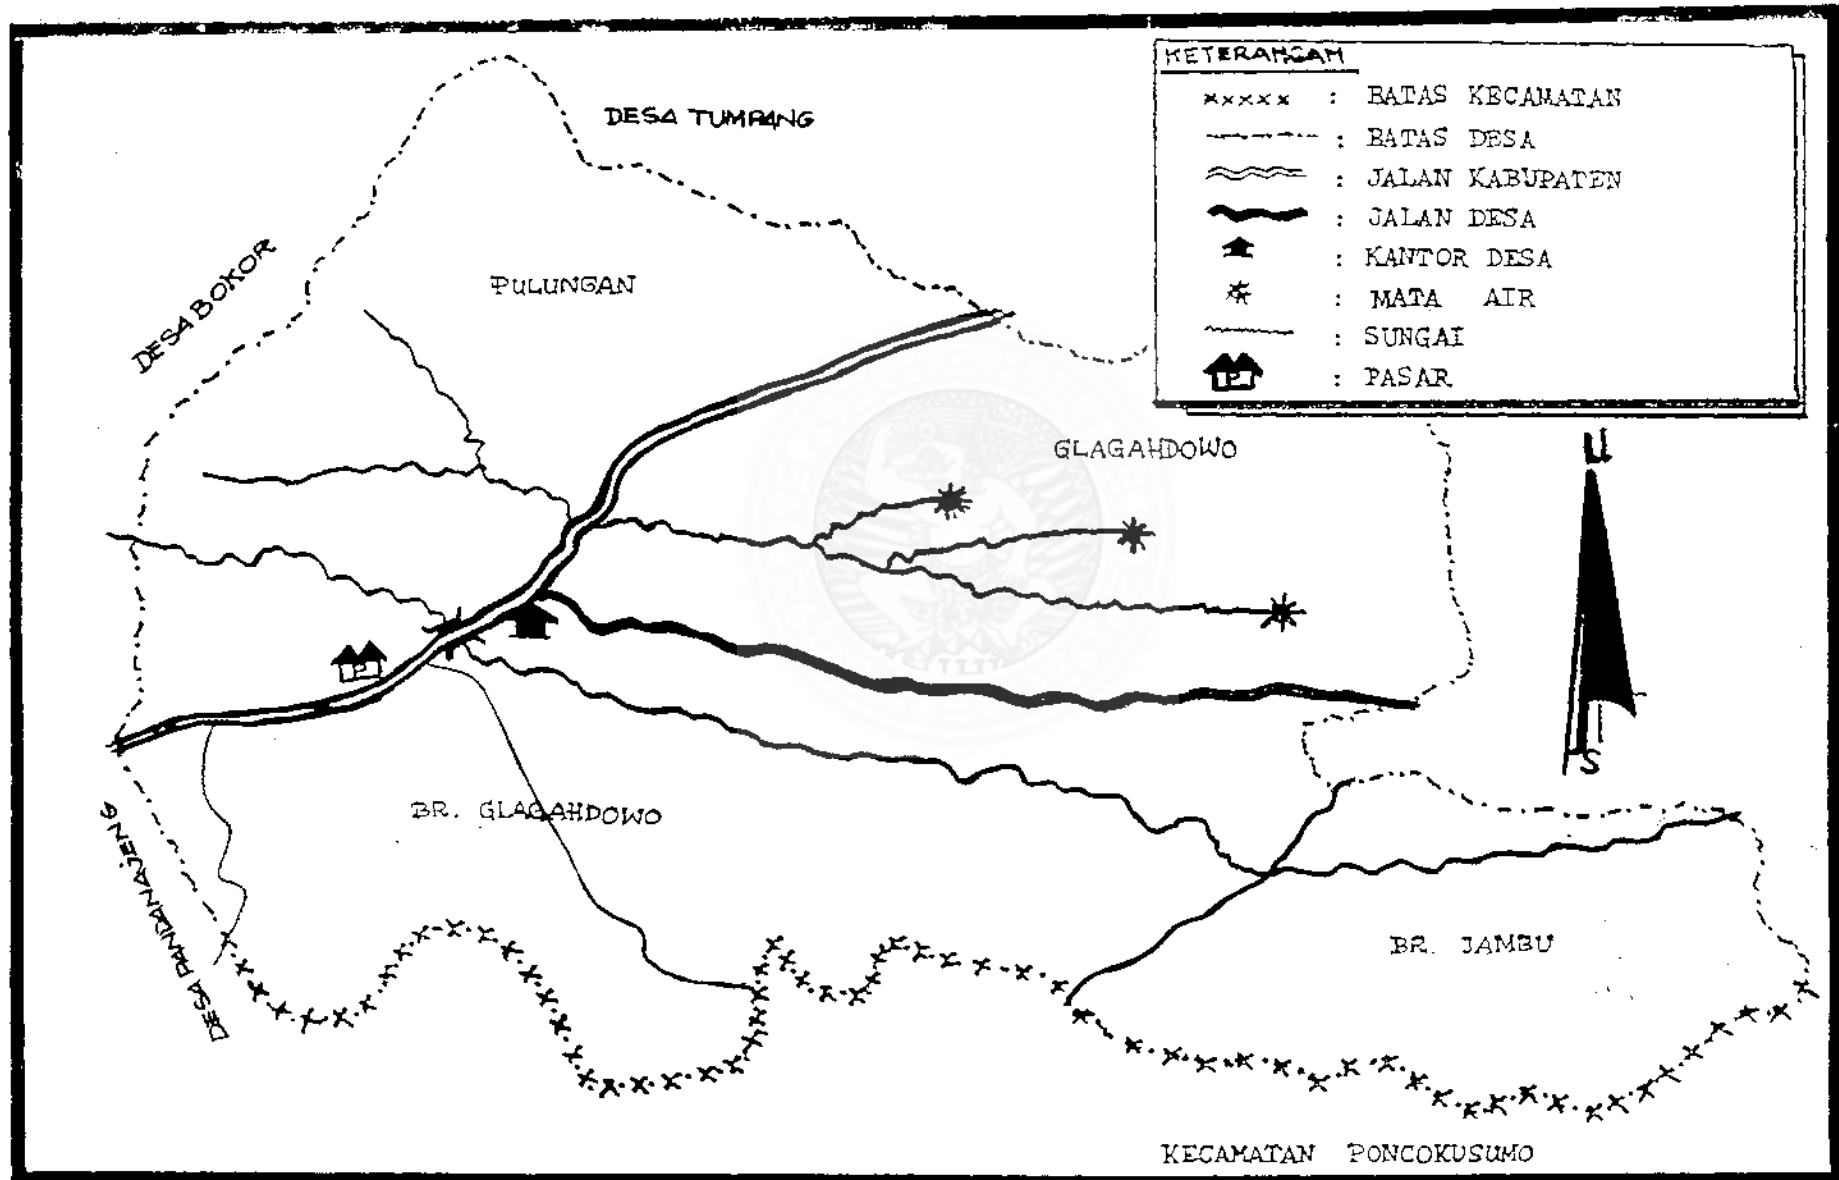 KETERANGAN
xxxxx : BATAS KECAMATAN
: BATAS DESA
: JALAN KABUPATEN
: JALAN DESA
: KANTOR DESA
: MATA AIR
: SUNGAI
P : PASAR
DESA TUMPANG
DESA BOKOR
PULUNGAN
GLAGAHDOWO
U
S
P
BR. GLAGAHDOWO
DESA PANDANAJENG
BR. JAMBU
KECAMATAN PONCOKUSUMO